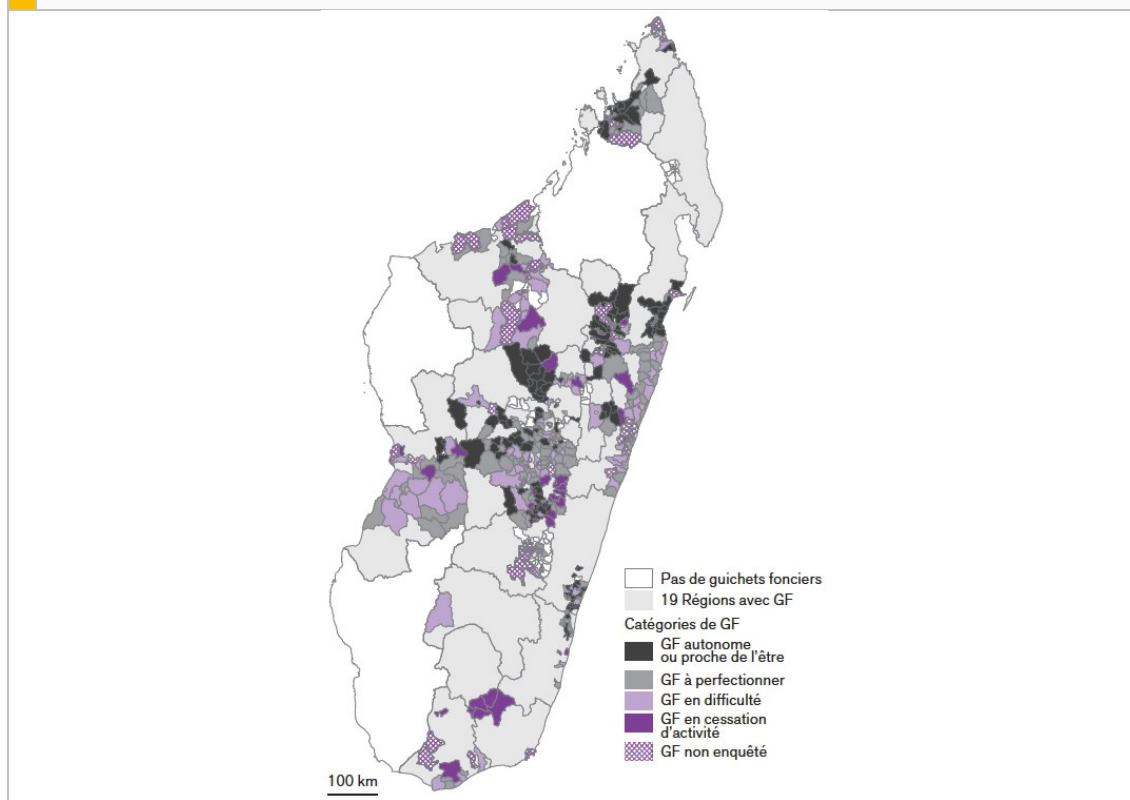 Pas de guichets fonciers
19 Régions avec GF
Catégories de GF
GF autonome
ou proche de l'être
GF à perfectionner
GF en difficulté
GF en cessation
d'activité
GF non enquêté
100 km